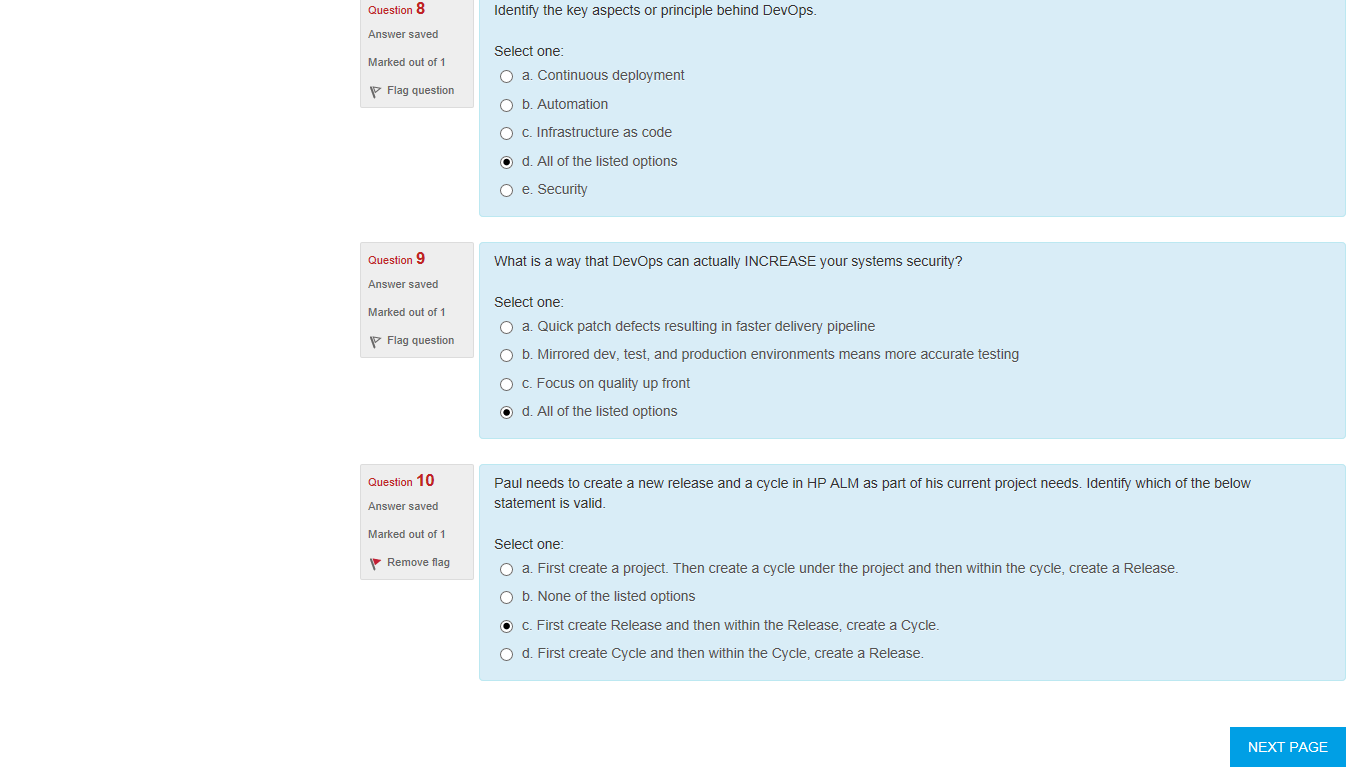 Question 8
Answer saved
Marked out of 1
Flag question
Identify the key aspects or principle behind DevOps.
Select one:
a. Continuous deployment
b. Automation
c. Infrastructure as code
d. All of the listed options
e. Security
Question 9
Answer saved
Marked out of 1
Flag question
What is a way that DevOps can actually INCREASE your systems security?
Select one:
a. Quick patch defects resulting in faster delivery pipeline
b. Mirrored dev, test, and production environments means more accurate testing
c. Focus on quality up front
d. All of the listed options
Question 10
Answer saved
Marked out of 1
Remove flag
Paul needs to create a new release and a cycle in HP ALM as part of his current project needs. Identify which of the below
statement is valid.
Select one:
a. First create a project. Then create a cycle under the project and then within the cycle, create a Release.
b. None of the listed options
c. First create Release and then within the Release, create a Cycle.
d. First create Cycle and then within the Cycle, create a Release.
NEXT PAGE